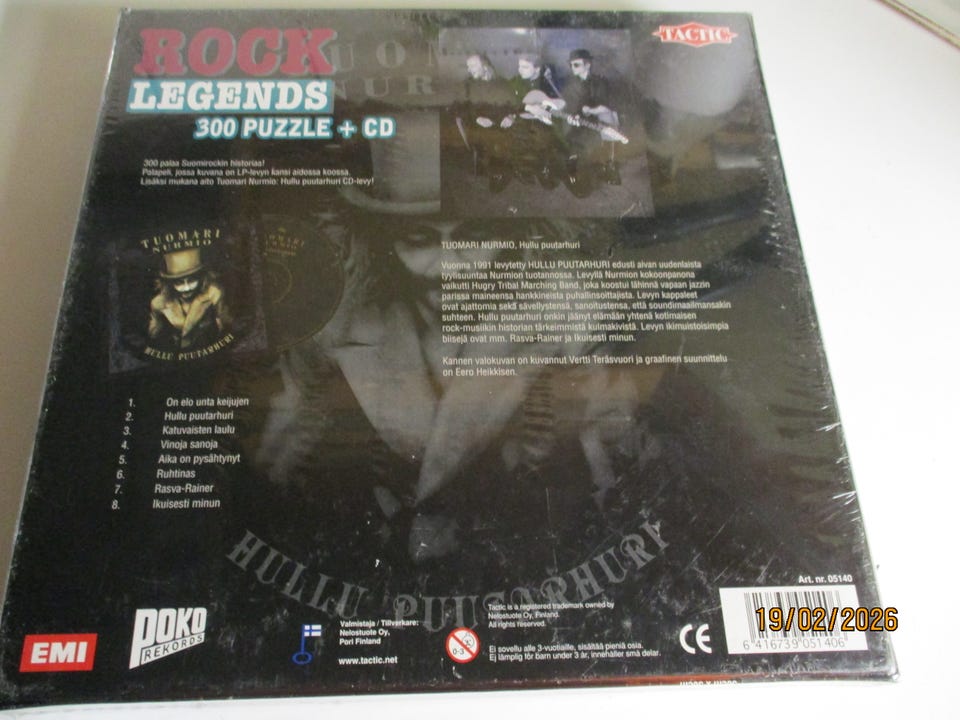 ROCK
LEGENDS
300 PUZZLE + CD
TACTIC
TUOMARI
NURMIO
300 palaa Suomirockin historiaa!
Palapeli, jossa kuvana on LP-levyn kansi aidossa koossa.
Lisäksi mukana aito Tuomari Nurmio: Hullu puutarhuri CD-levy!
TUOMARI
NURMIO
HULLU PUUTARHURI
TUOMARI NURMIO, Hullu puutarhuri
Vuonna 1991 levytetty HULLU PUUTARHURI edusti aivan uudenlaista
tyylisuuntaa Nurmion tuotannossa. Levyllä Nurmion kokoonpanona
vaikutti Hugry Tribal Marching Band, joka koostui lähinnä vapaan jazzin
parissa maineensa hankkineista puhallinsoittajista. Levyn kappaleet
ovat ajattomia sekä sävellystensä, sanoitustensa, että soundimaailmansakin
suhteen. Hullu puutarhuri onkin jäänyt elämään yhtenä kotimaisen
rock-musiikin historian tärkeimmistä kulmakivistä. Levyn ikimuistoisimpia
biisejä ovat mm. Rasva-Rainer ja Ikuisesti minun.
Kannen valokuvan on kuvannut Vertti Teräsvuori ja graafinen suunnittelu
on Eero Heikkisen.
1. On elo unta keijujen
2. Hullu puutarhuri
3. Katuvaisten laulu
4. Vinoja sanoja
5. Aika on pysähtynyt
6. Ruhtinas
7. Rasva-Rainer
8. Ikuisesti minun
HULLU PUUTARHURI
EMI
POKO
REKORDS
Valmistaja / Tillverkare:
Nelostuote Oy,
Pori Finland
www.tactic.net
0-3
Tactic is a registered trademark owned by
Nelostuote Oy, Finland.
All rights reserved.
Ei sovellu alle 3-vuotiaille, sisältää pieniä osia.
Ej lämplig för barn under 3 år, innehåller små delar.
CE
Art. nr. 05140
6 416739 051406
19/02/2026